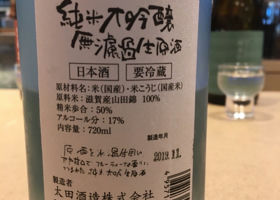 純米大吟醸
無濾過生原酒
日本酒 要冷蔵
原材料名：米(国産)・米こうじ(国産米)
原料米：滋賀産山田錦 100%
精米歩合：50%
アルコール分：17%
内容量：720ml
製造年月
2019.11.
製造者
太田酒造株式会社